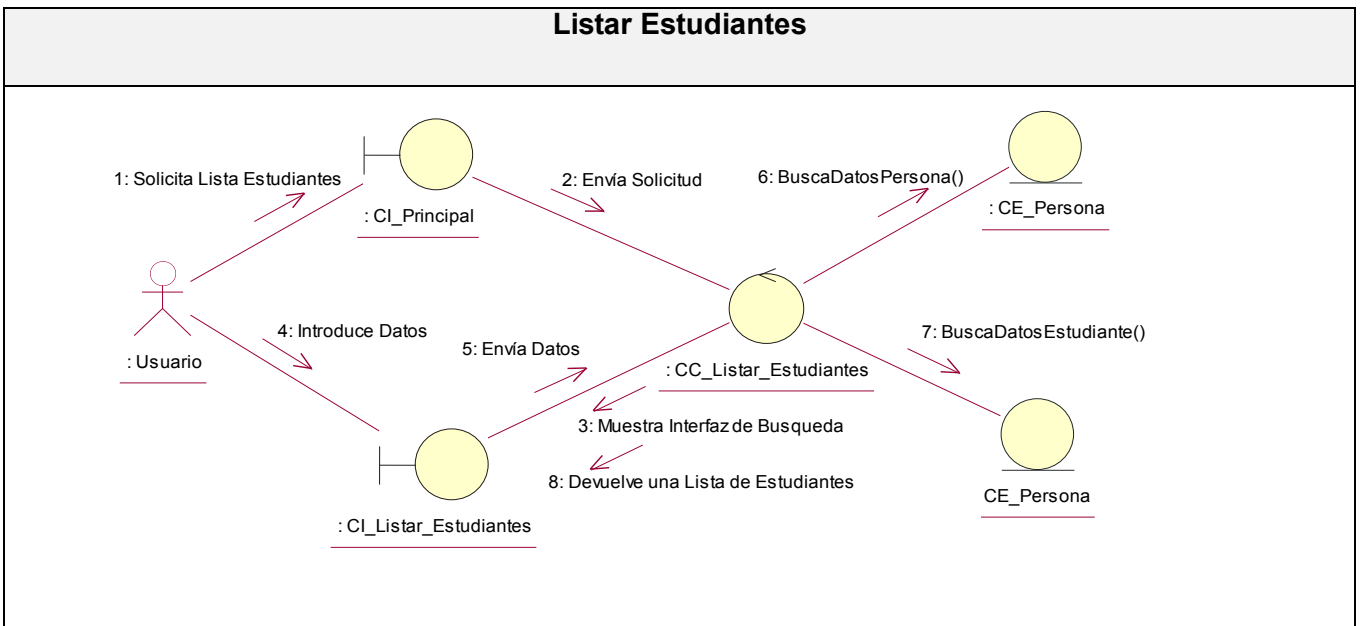 Listar Estudiantes
1: Solicita Lista Estudiantes
2: Envía Solicitud
6: BuscaDatosPersona()
: CI_Principal
: CE_Persona
4: Introduce Datos
5: Envía Datos
7: BuscaDatosEstudiante()
: Usuario
: CC_Listar_Estudiantes
3: Muestra Interfaz de Busqueda
8: Devuelve una Lista de Estudiantes
CE_Persona
: CI_Listar_Estudiantes